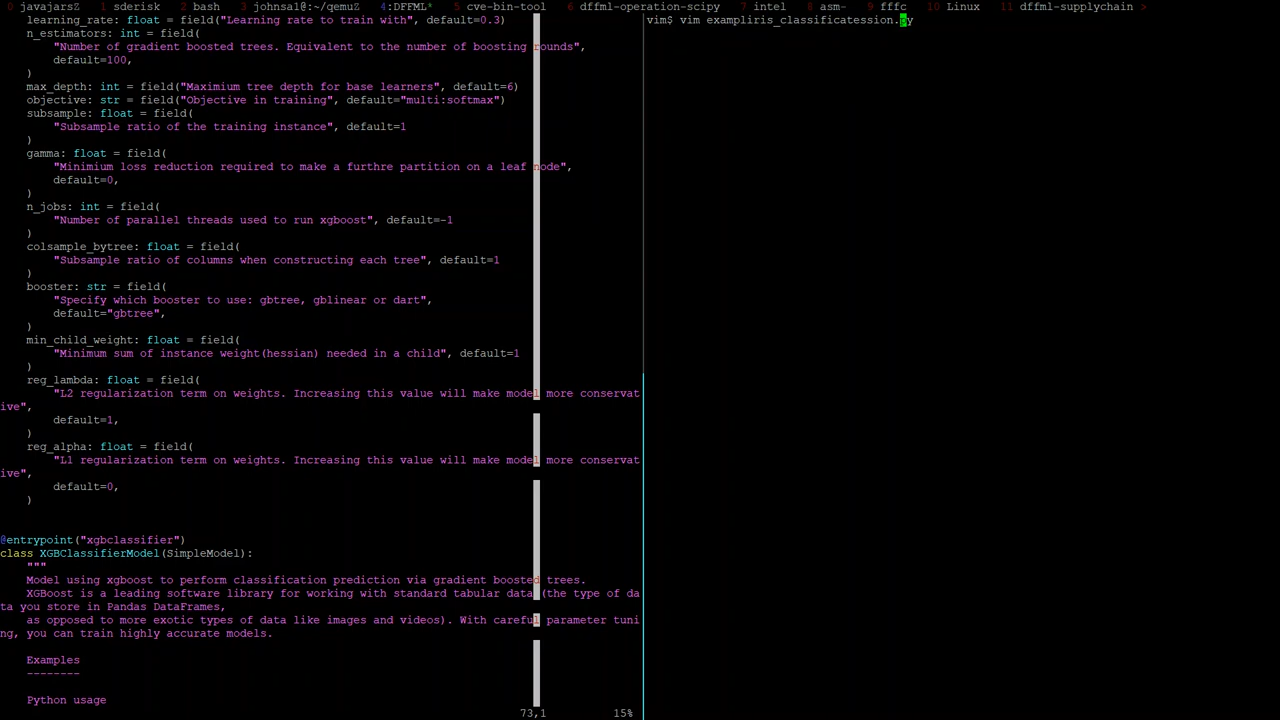 0 javajarsZ 1 sderisk 2 bash 3 johnsa1@:~/qemuZ 4:DFFML* 5 cve-bin-tool 6 dffml-operation-scipy 7 intel 8 asm- 9 fffc 10 Linux 11 dffml-supplychain >
    learning_rate: float = field("Learning rate to train with", default=0.3)
    n_estimators: int = field(
        "Number of gradient boosted trees. Equivalent to the number of boosting rounds",
        default=100,
    )
    max_depth: int = field("Maximium tree depth for base learners", default=6)
    objective: str = field("Objective in training", default="multi:softmax")
    subsample: float = field(
        "Subsample ratio of the training instance", default=1
    )
    gamma: float = field(
        "Minimium loss reduction required to make a furthre partition on a leaf node",
        default=0,
    )
    n_jobs: int = field(
        "Number of parallel threads used to run xgboost", default=-1
    )
    colsample_bytree: float = field(
        "Subsample ratio of columns when constructing each tree", default=1
    )
    booster: str = field(
        "Specify which booster to use: gbtree, gblinear or dart",
        default="gbtree",
    )
    min_child_weight: float = field(
        "Minimum sum of instance weight(hessian) needed in a child", default=1
    )
    reg_lambda: float = field(
        "L2 regularization term on weights. Increasing this value will make model more conservat
ive",
        default=1,
    )
    reg_alpha: float = field(
        "L1 regularization term on weights. Increasing this value will make model more conservat
ive",
        default=0,
    )
@entrypoint("xgbclassifier")
class XGBClassifierModel(SimpleModel):
    """
    Model using xgboost to perform classification prediction via gradient boosted trees.
    XGBoost is a leading software library for working with standard tabular data (the type of da
ta you store in Pandas DataFrames,
    as opposed to more exotic types of data like images and videos). With careful parameter tuni
ng, you can train highly accurate models.
    Examples
    --------
    Python usage
73,1 15%
vim$ vim exampliris_classificatession.py